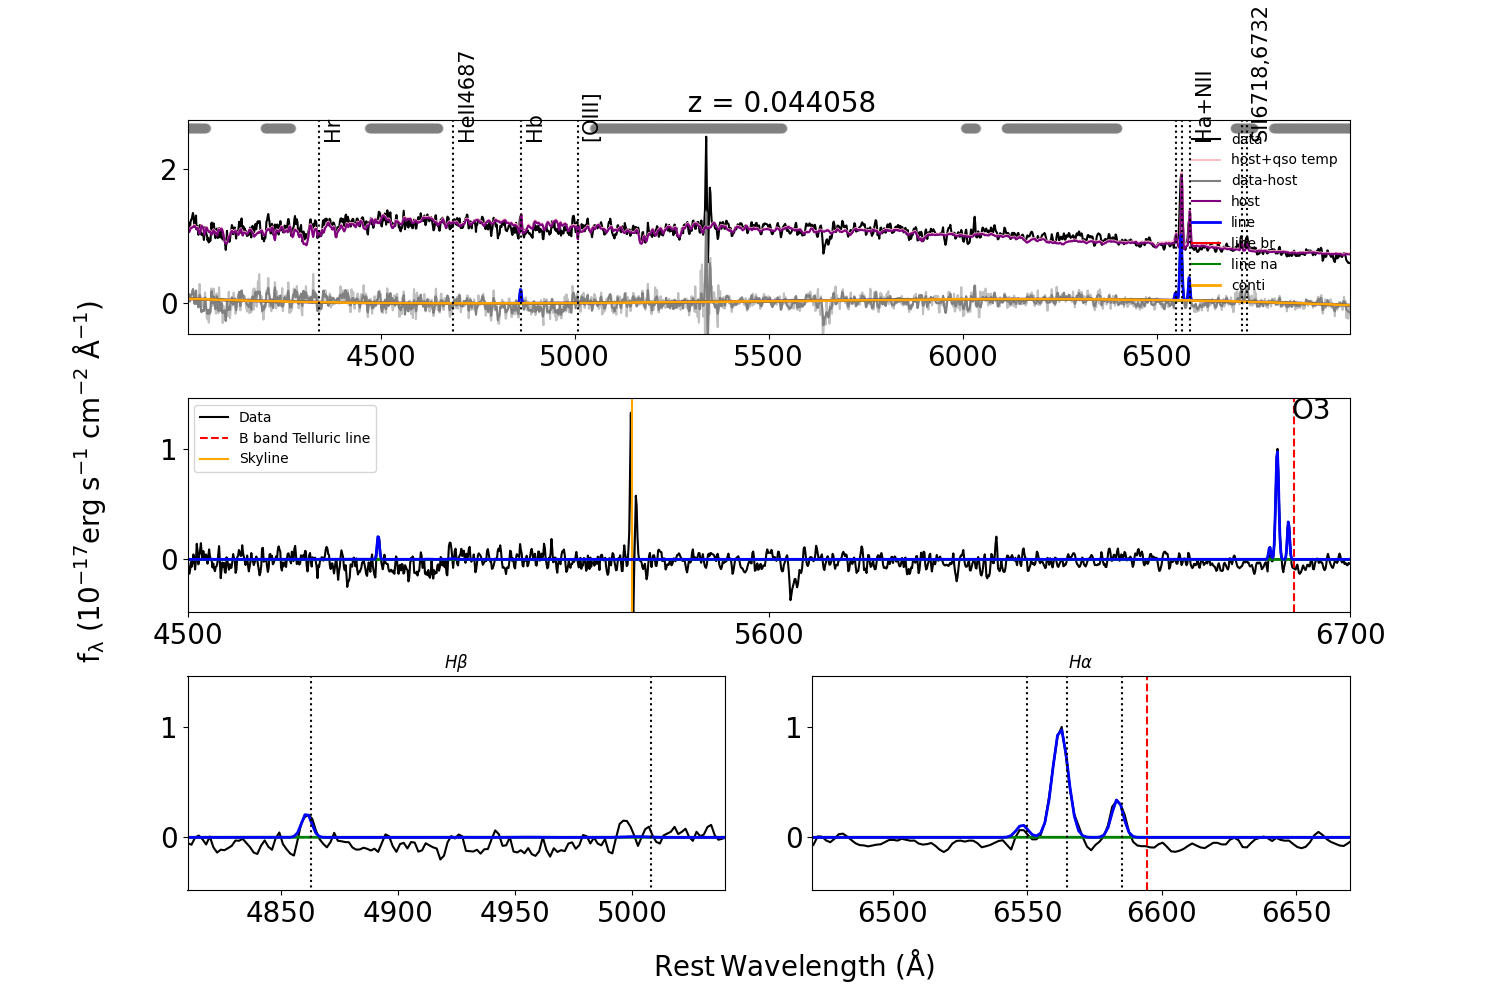 z = 0.044058
Hr
HeII4687
Hb
[OIII]
Ha+NII
SII6718,6732
data
host+qso temp
data-host
host
line
line br
line na
conti
2
0
4500
5000
5500
6000
6500
Data
B band Telluric line
Skyline
O3
1
0
4500
5600
6700
fλ (10⁻¹⁷erg s⁻¹ cm⁻² Å⁻¹)
Hβ
1
0
4850
4900
4950
5000
Hα
1
0
6500
6550
6600
6650
Rest Wavelength (Å)